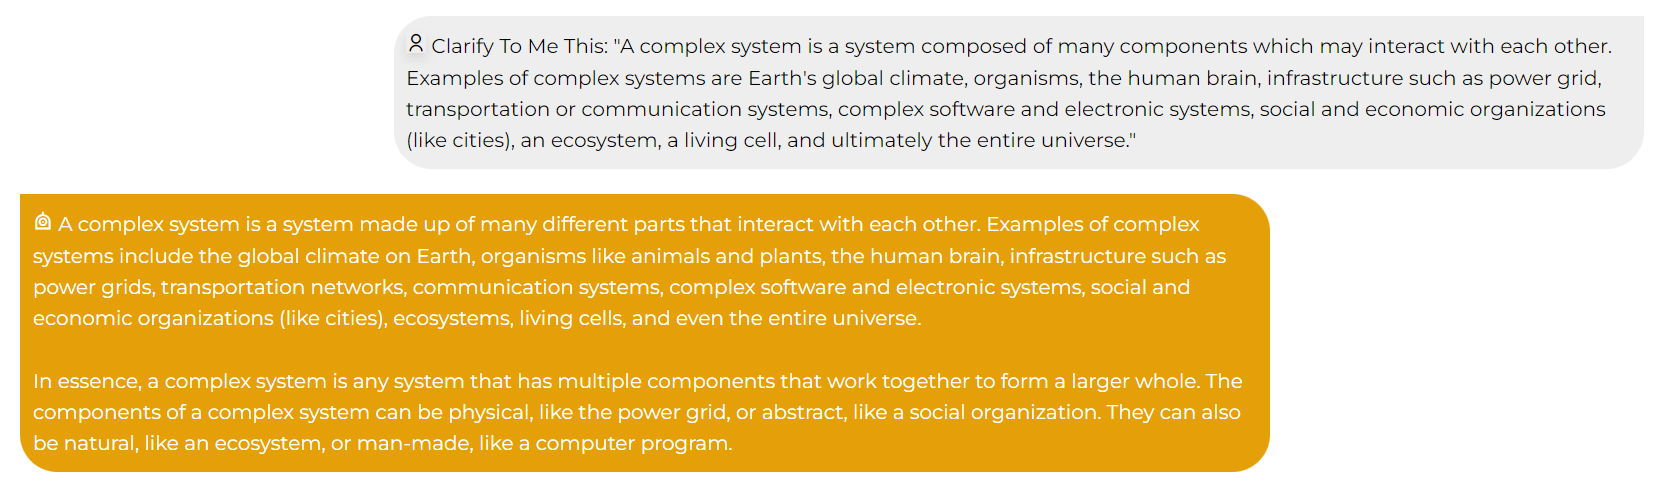 Clarify To Me This: "A complex system is a system composed of many components which may interact with each other.
Examples of complex systems are Earth's global climate, organisms, the human brain, infrastructure such as power grid,
transportation or communication systems, complex software and electronic systems, social and economic organizations
(like cities), an ecosystem, a living cell, and ultimately the entire universe."
A complex system is a system made up of many different parts that interact with each other. Examples of complex
systems include the global climate on Earth, organisms like animals and plants, the human brain, infrastructure such as
power grids, transportation networks, communication systems, complex software and electronic systems, social and
economic organizations (like cities), ecosystems, living cells, and even the entire universe.
In essence, a complex system is any system that has multiple components that work together to form a larger whole. The
components of a complex system can be physical, like the power grid, or abstract, like a social organization. They can also
be natural, like an ecosystem, or man-made, like a computer program.